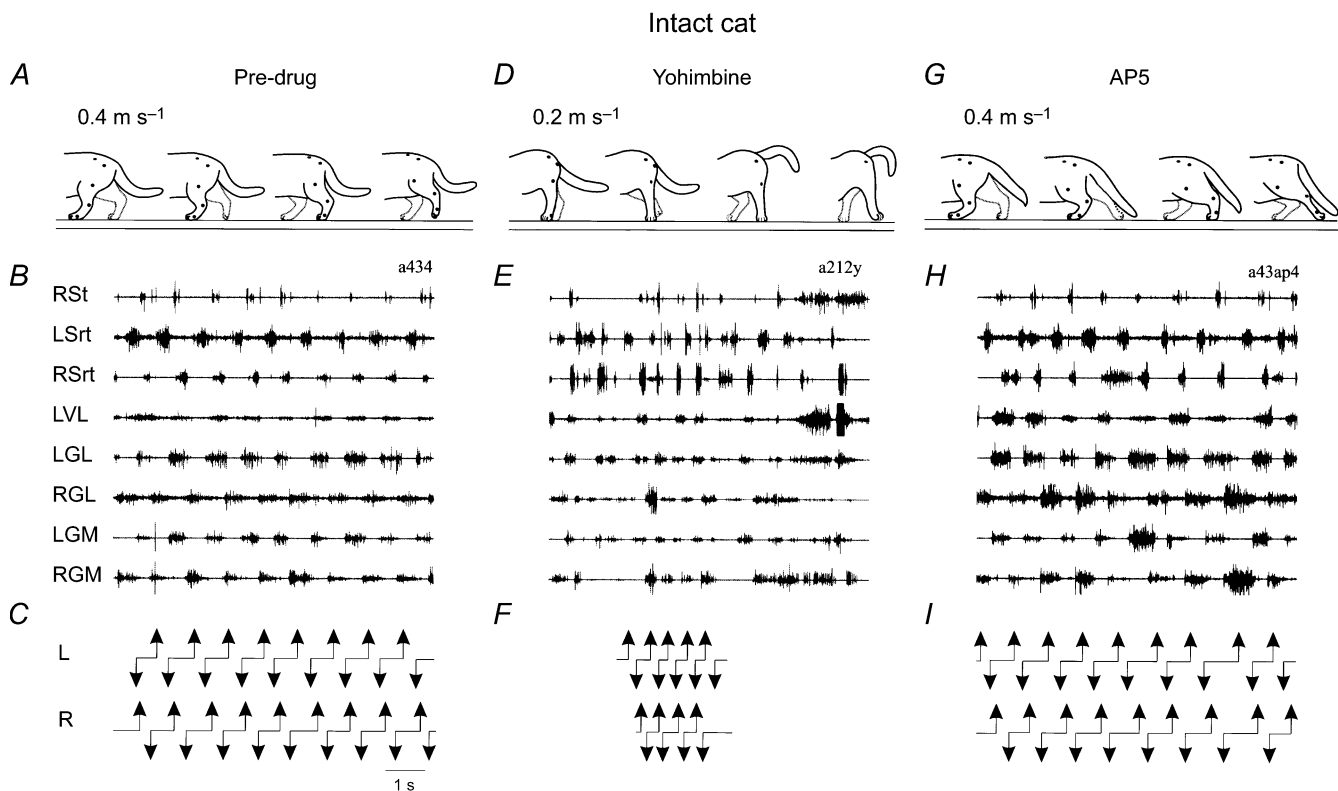 Intact cat
A Pre-drug D Yohimbine G AP5
0.4 m s–1 0.2 m s–1 0.4 m s–1
B a434 E a212y H a43ap4
RSt
LSrt
RSrt
LVL
LGL
RGL
LGM
RGM
C F I
L
R
1 s